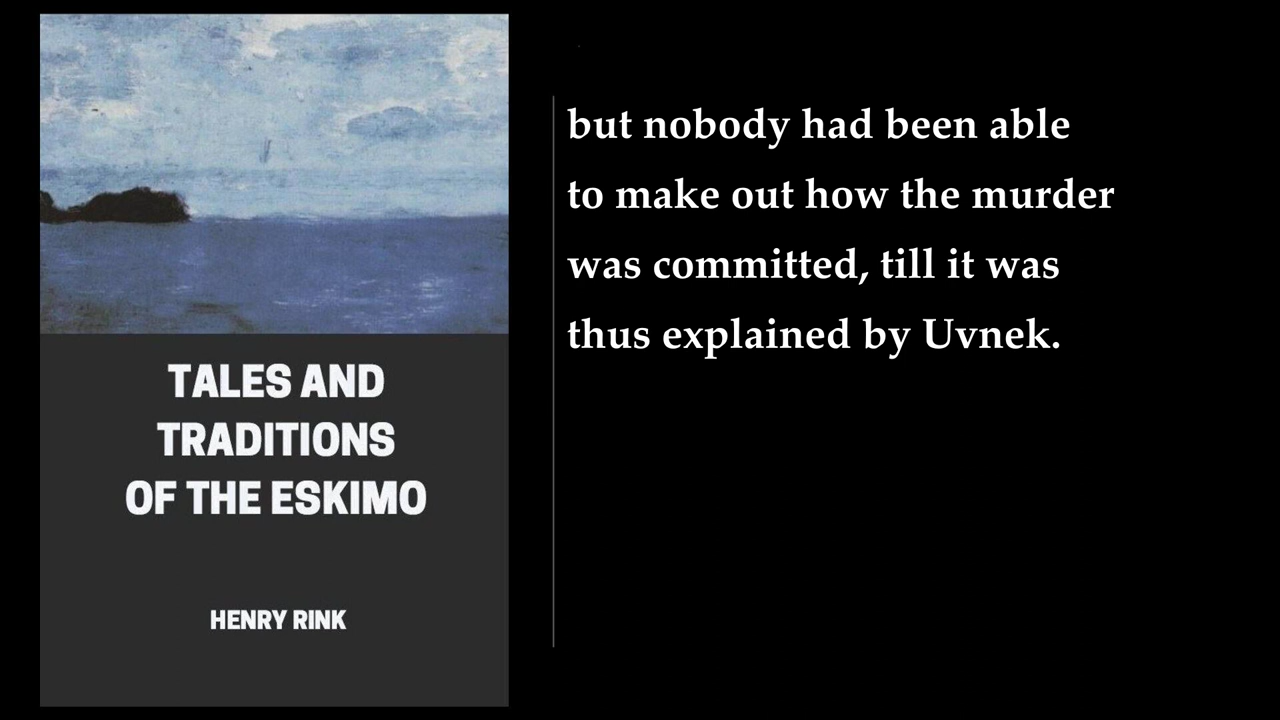 TALES AND
TRADITIONS
OF THE ESKIMO
HENRY RINK
but nobody had been able
to make out how the murder
was committed, till it was
thus explained by Uvnek.